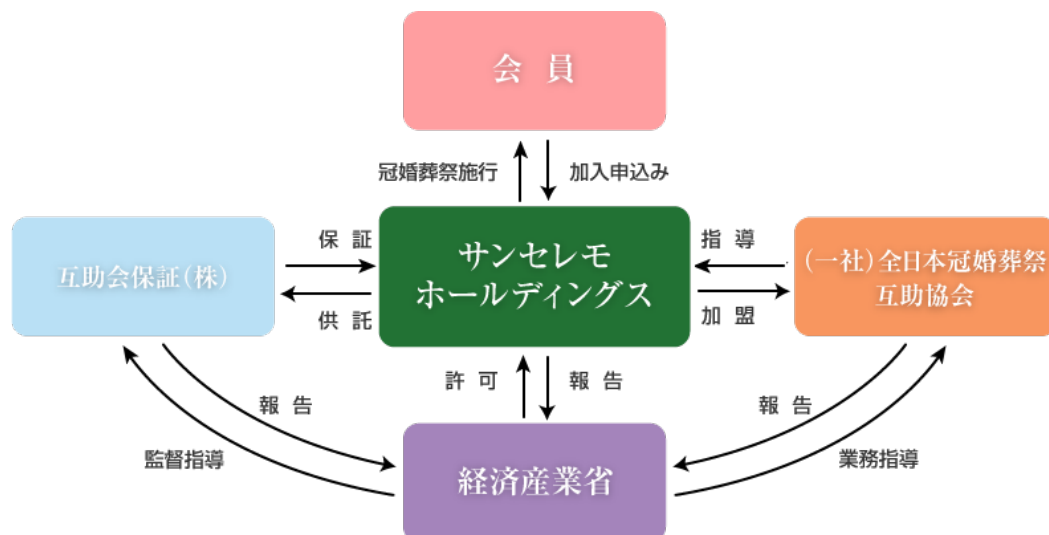 会 員
冠婚葬祭施行
加入申込み
互助会保証(株)
保 証
供 託
サンセレモ
ホールディングス
指 導
加 盟
(一社)全日本冠婚葬祭
互助協会
許 可
報 告
報 告
監督指導
報 告
業務指導
経済産業省